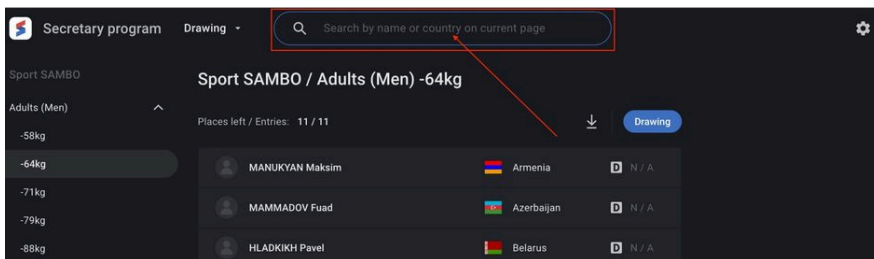 Secretary program
Drawing
Search by name or country on current page
Sport SAMBO
Adults (Men)
-58kg
-64kg
-71kg
-79kg
-88kg
Sport SAMBO / Adults (Men) -64kg
Places left / Entries: 11 / 11
Drawing
MANUKYAN Maksim Armenia D N / A
MAMMADOV Fuad Azerbaijan D N / A
HLADKIKH Pavel Belarus D N / A